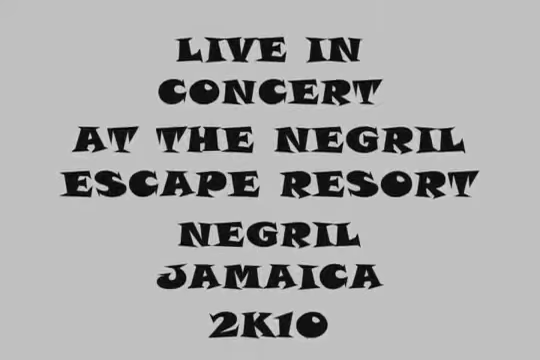 LIVE IN
CONCERT
AT THE NEGRIL
ESCAPE RESORT
NEGRIL
JAMAICA
2K10